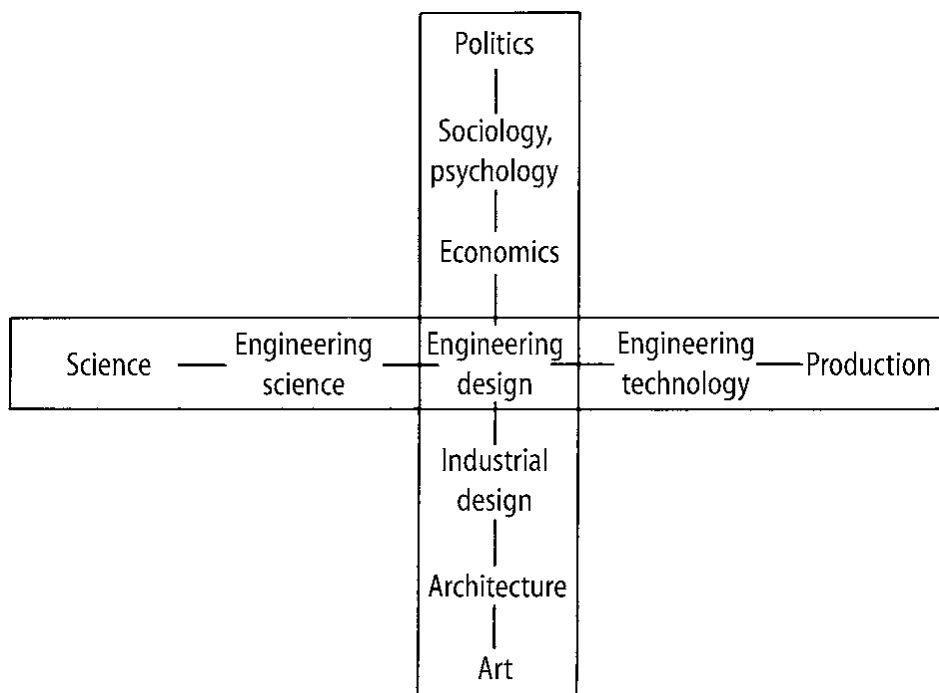 Politics
Sociology,
psychology
Economics
Science
Engineering
science
Engineering
design
Engineering
technology
Production
Industrial
design
Architecture
Art